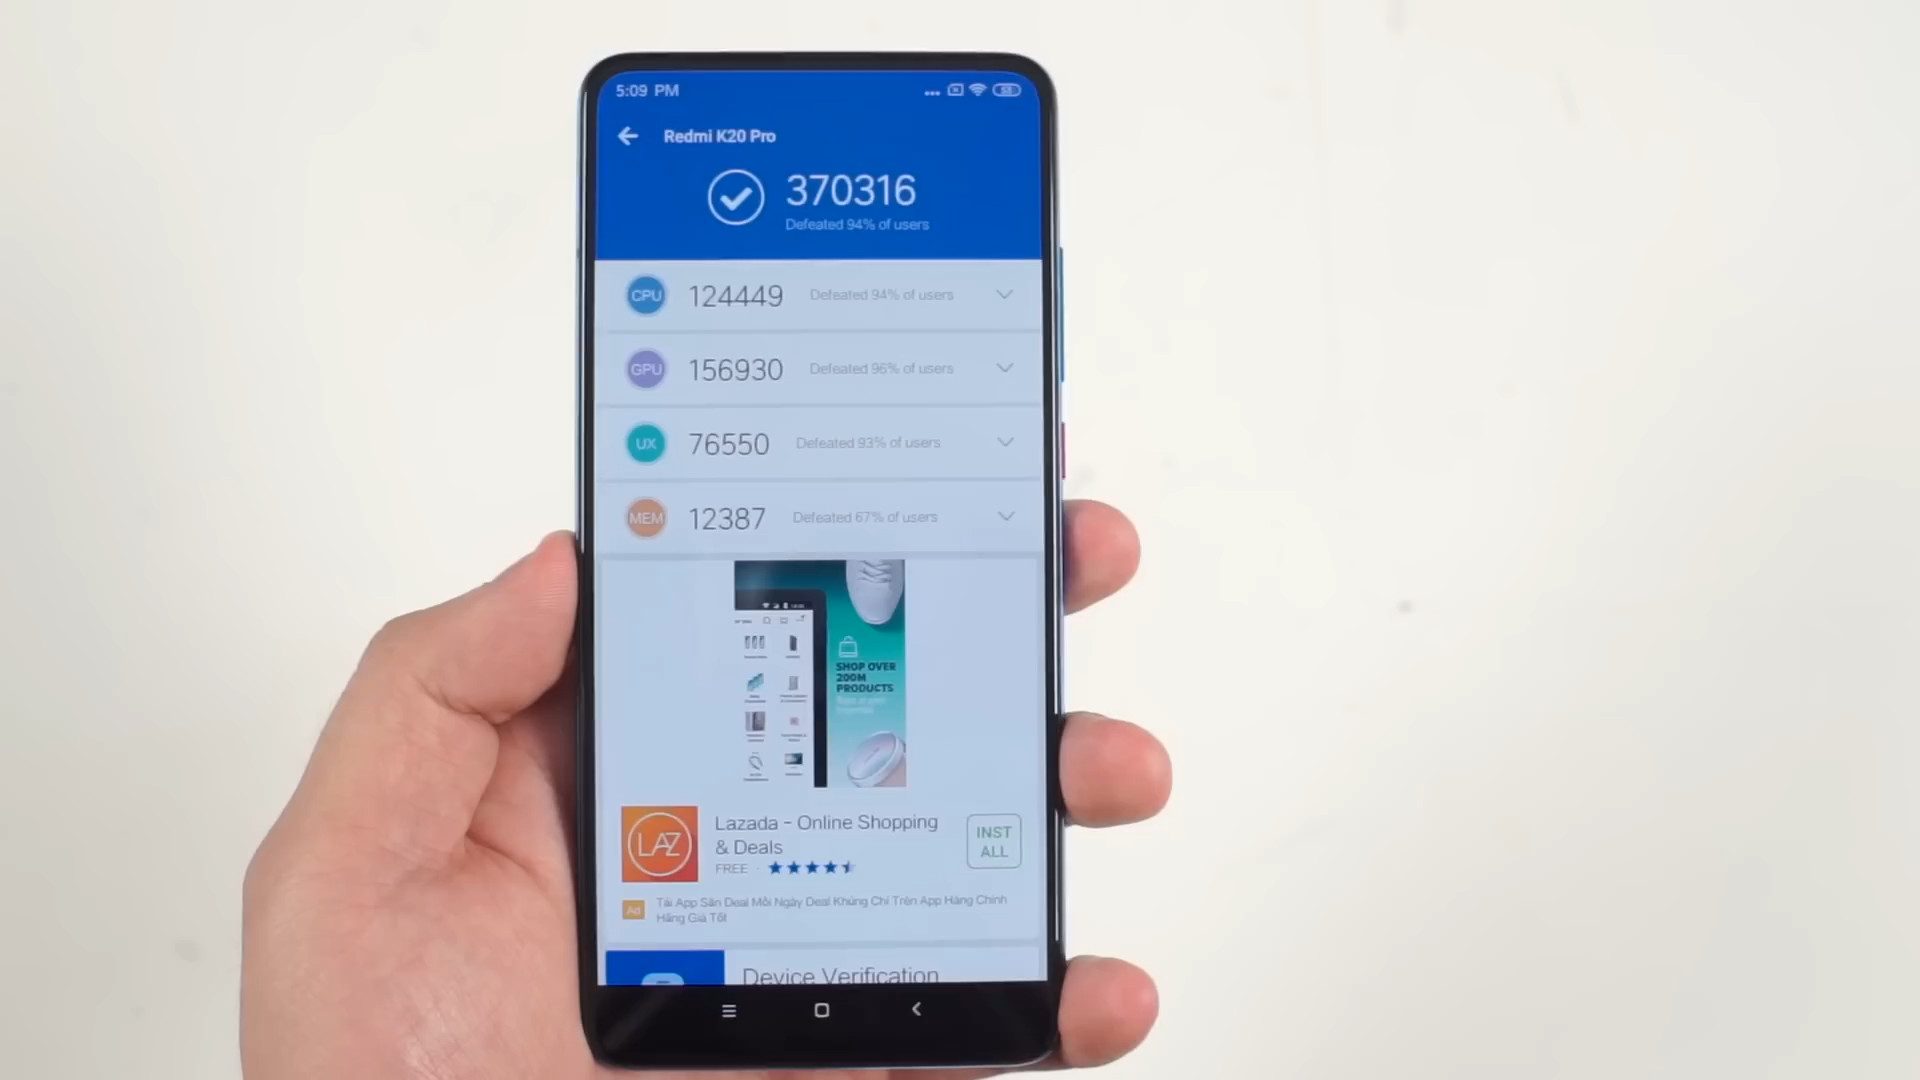 5:09 PM
Redmi K20 Pro
370316
Defeated 94% of users
CPU 124449 Defeated 94% of users
GPU 156930 Defeated 96% of users
UX 76550 Defeated 93% of users
MEM 12387 Defeated 67% of users
SHOP OVER
200M
PRODUCTS
LAZ
Lazada - Online Shopping
& Deals
FREE
INST
ALL
Ad
Tải App Săn Deal Mỗi Ngày Deal Khủng Chỉ Trên App Hàng Chính
Hãng Giá Tốt
Device Verification